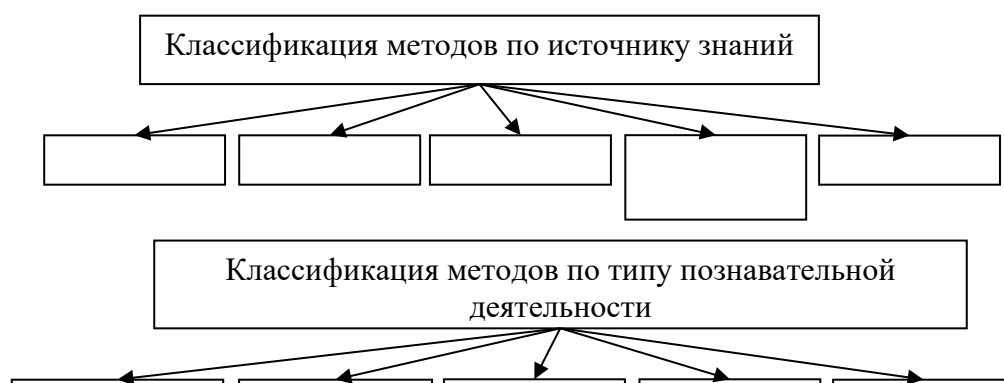 Классификация методов по источнику знаний
Классификация методов по типу познавательной
деятельности